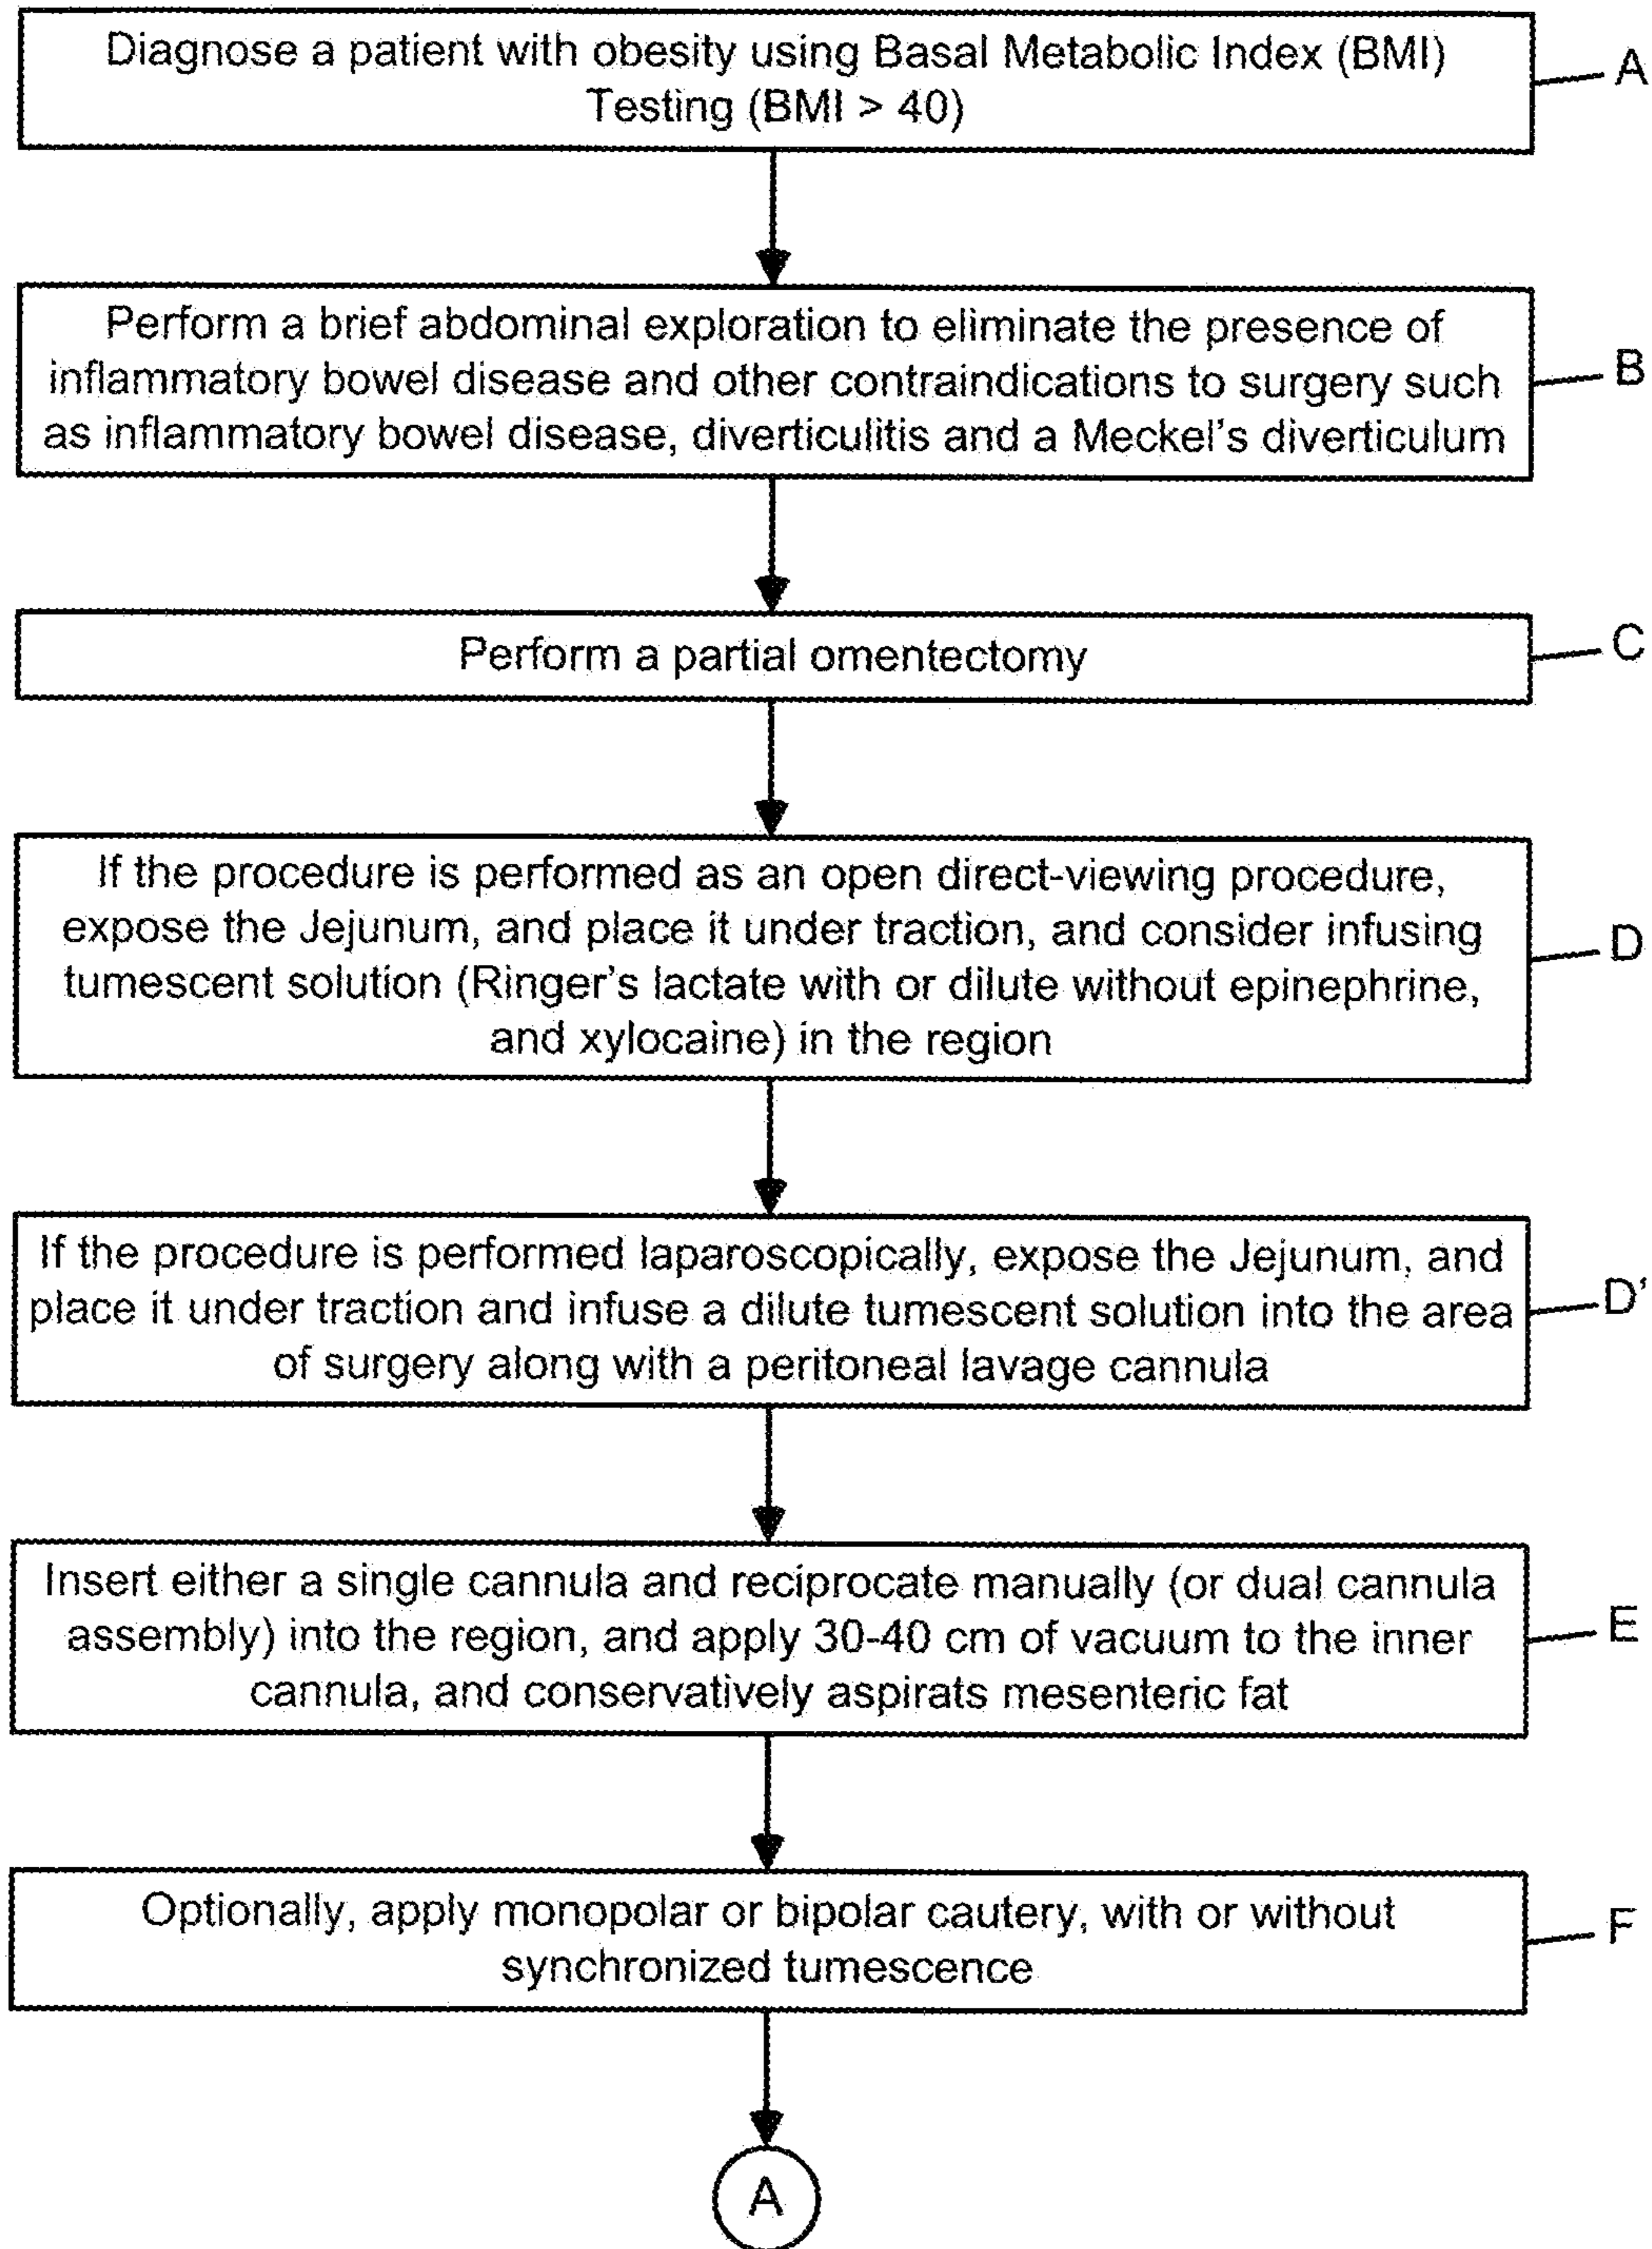 Diagnose a patient with obesity using Basal Metabolic Index (BMI)
Testing (BMI > 40)
A
Perform a brief abdominal exploration to eliminate the presence of
inflammatory bowel disease and other contraindications to surgery such
as inflammatory bowel disease, diverticulitis and a Meckel's diverticulum
B
Perform a partial omentectomy
C
If the procedure is performed as an open direct-viewing procedure,
expose the Jejunum, and place it under traction, and consider infusing
tumescent solution (Ringer's lactate with or dilute without epinephrine,
and xylocaine) in the region
D
If the procedure is performed laparoscopically, expose the Jejunum, and
place it under traction and infuse a dilute tumescent solution into the area
of surgery along with a peritoneal lavage cannula
D'
Insert either a single cannula and reciprocate manually (or dual cannula
assembly) into the region, and apply 30-40 cm of vacuum to the inner
cannula, and conservatively aspirats mesenteric fat
E
Optionally, apply monopolar or bipolar cautery, with or without
synchronized tumescence
F
A